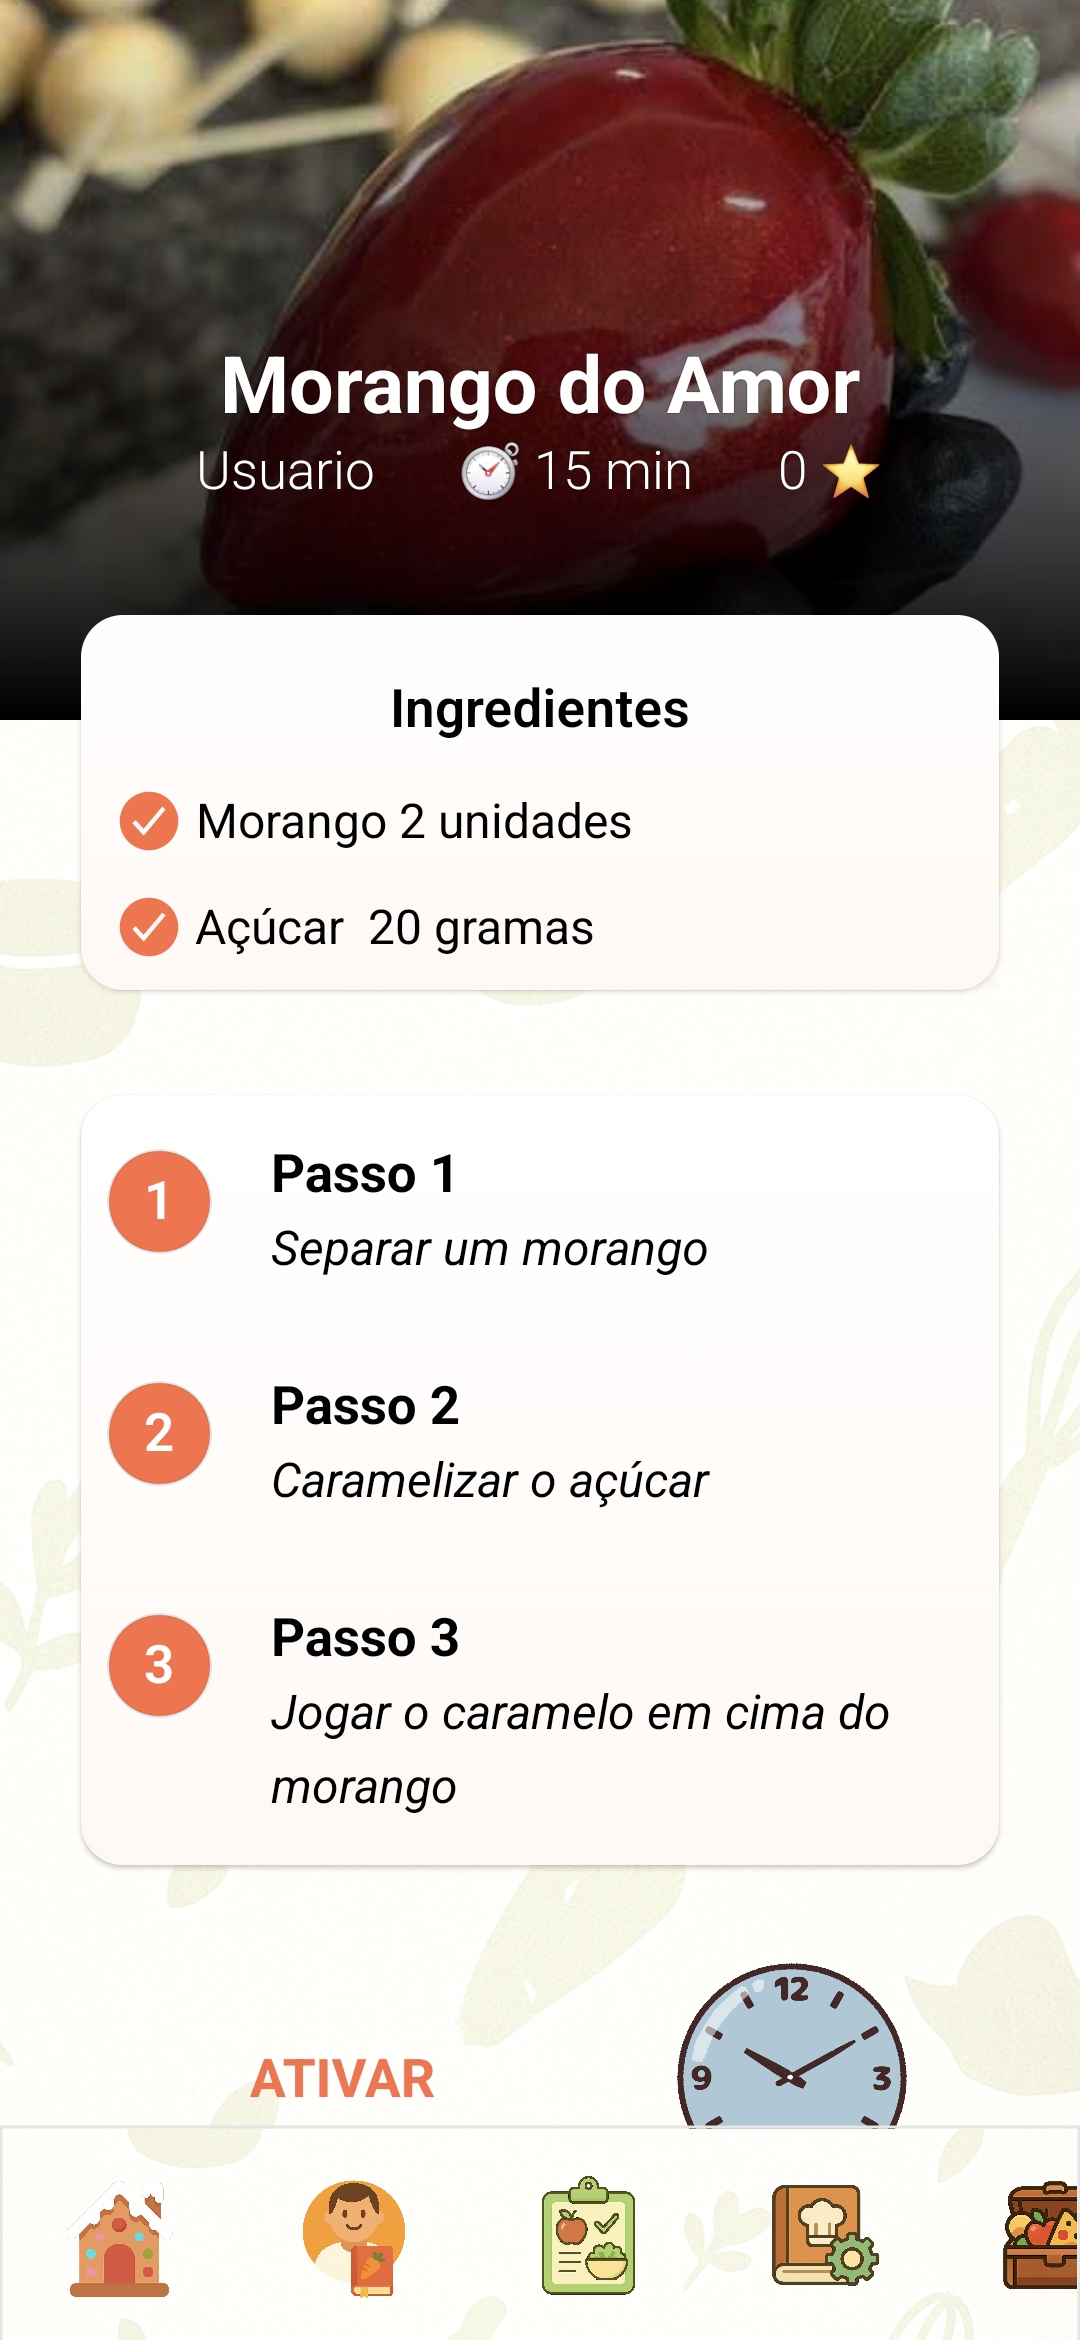 Morango do Amor
Usuario 15 min 0
Ingredientes
Morango 2 unidades
Açúcar 20 gramas
1 Passo 1
Separar um morango
2 Passo 2
Caramelizar o açúcar
3 Passo 3
Jogar o caramelo em cima do
morango
12
9 3
ATIVAR